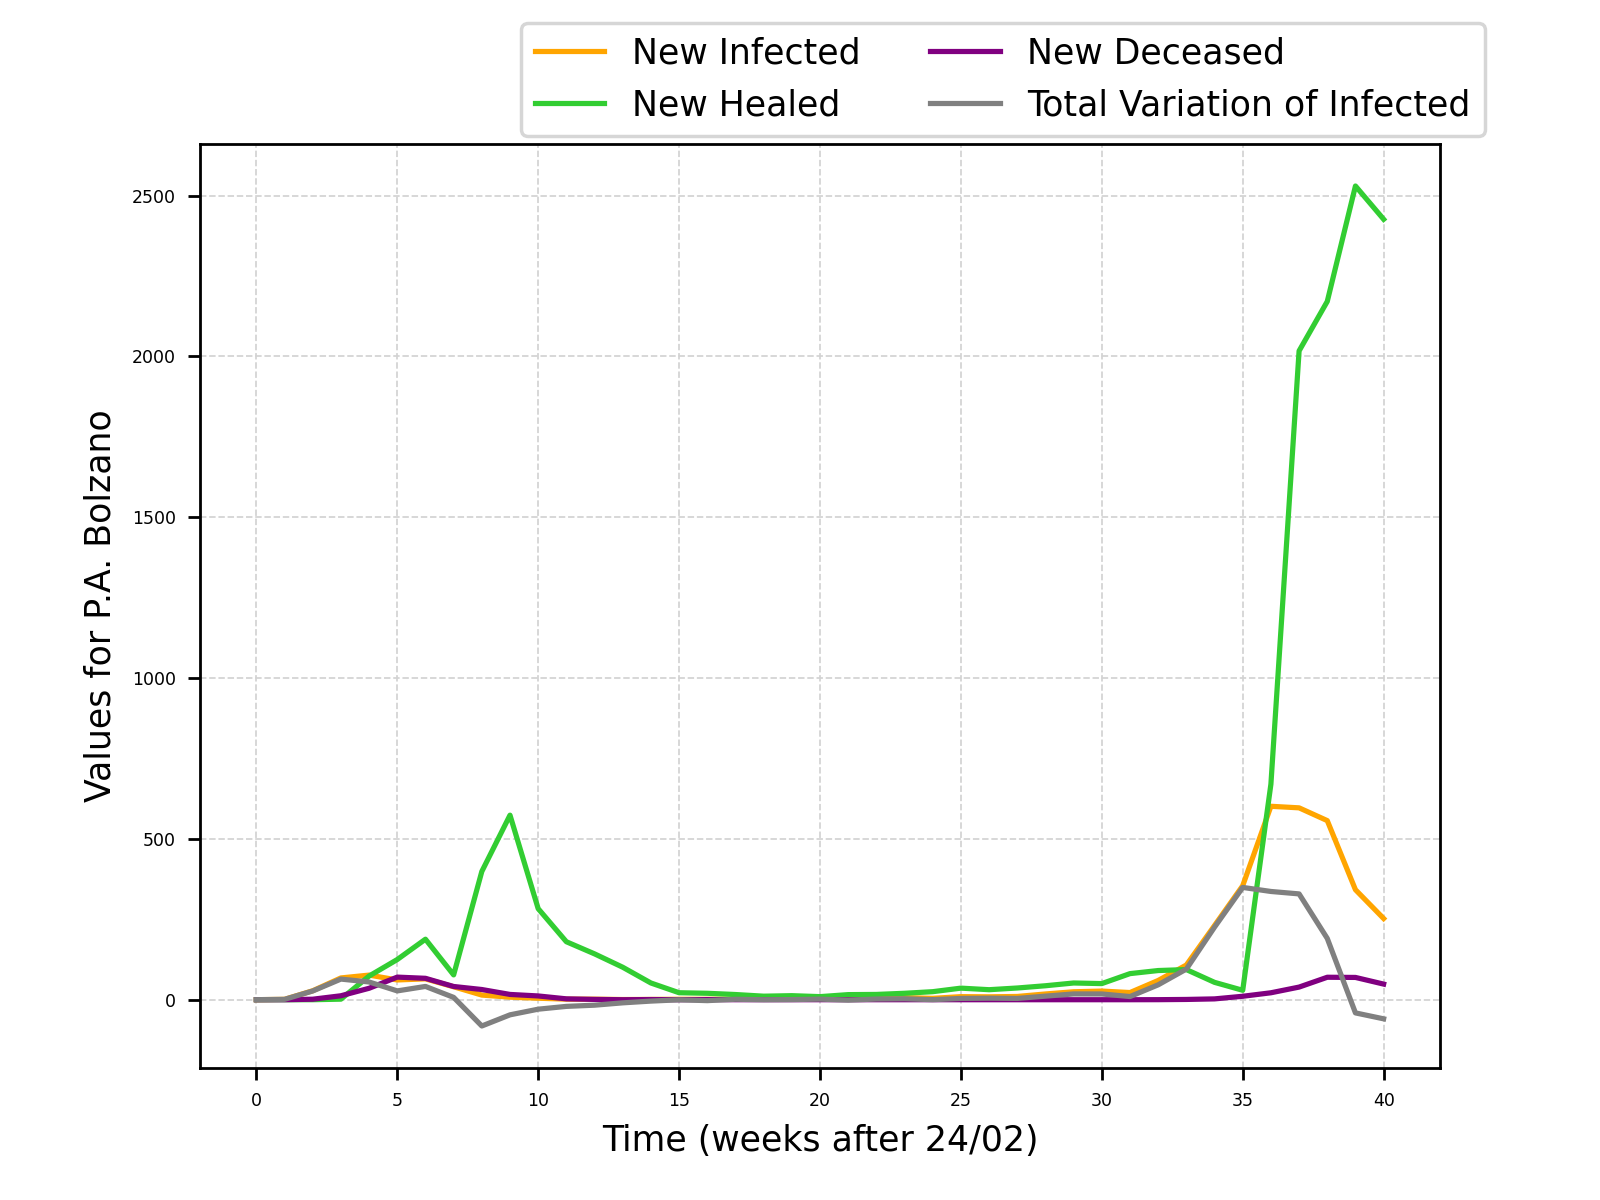 New Infected
New Healed
New Deceased
Total Variation of Infected
Values for P.A. Bolzano
2500
2000
1500
1000
500
0
0 5 10 15 20 25 30 35 40
Time (weeks after 24/02)